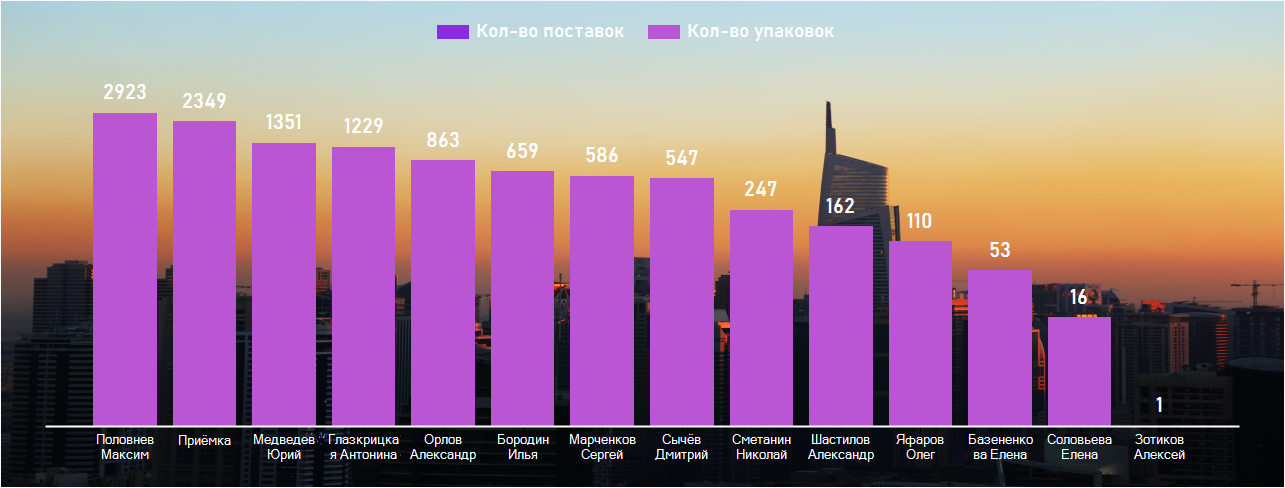 Кол-во поставок Кол-во упаковок
2923 2349 1351 1229 863 659 586 547 247 162 110 53 16 1
Половнев
Максим
Приёмка
Медведев
Юрий
Глазкрицка
я Антонина
Орлов
Александр
Бородин
Илья
Марченков
Сергей
Сычёв
Дмитрий
Сметанин
Николай
Шастилов
Александр
Яфаров
Олег
Базененко
ва Елена
Соловьева
Елена
Зотиков
Алексей